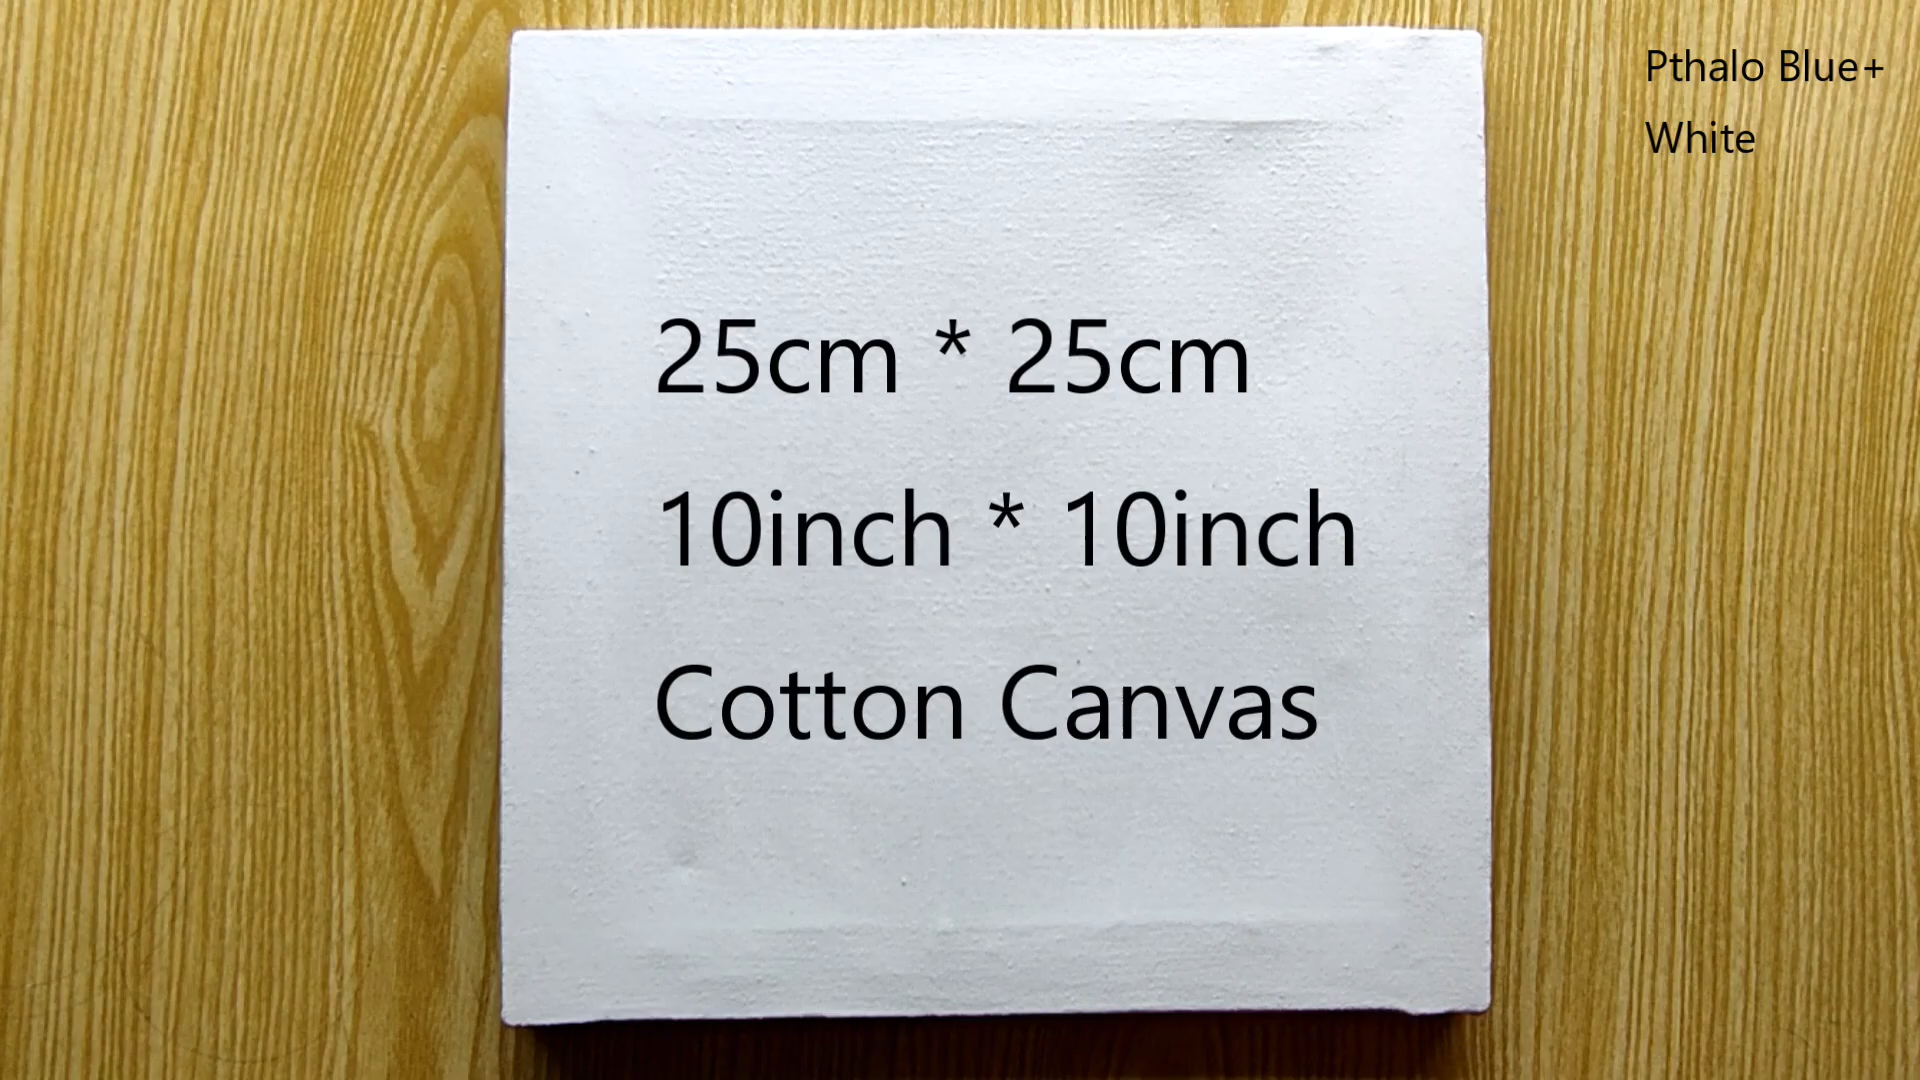 Pthalo Blue+
White
25cm * 25cm
10inch * 10inch
Cotton Canvas